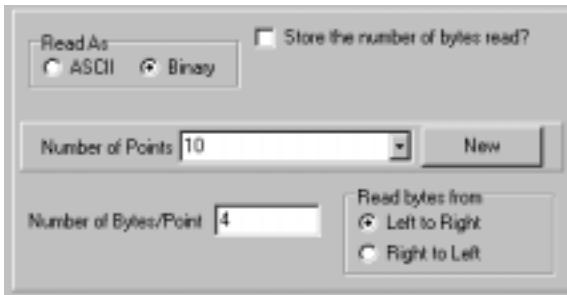 Read As
Store the number of bytes read?
ASCII Binary
Number of Points 10 New
Number of Bytes/Point 4
Read bytes from
Left to Right
Right to Left